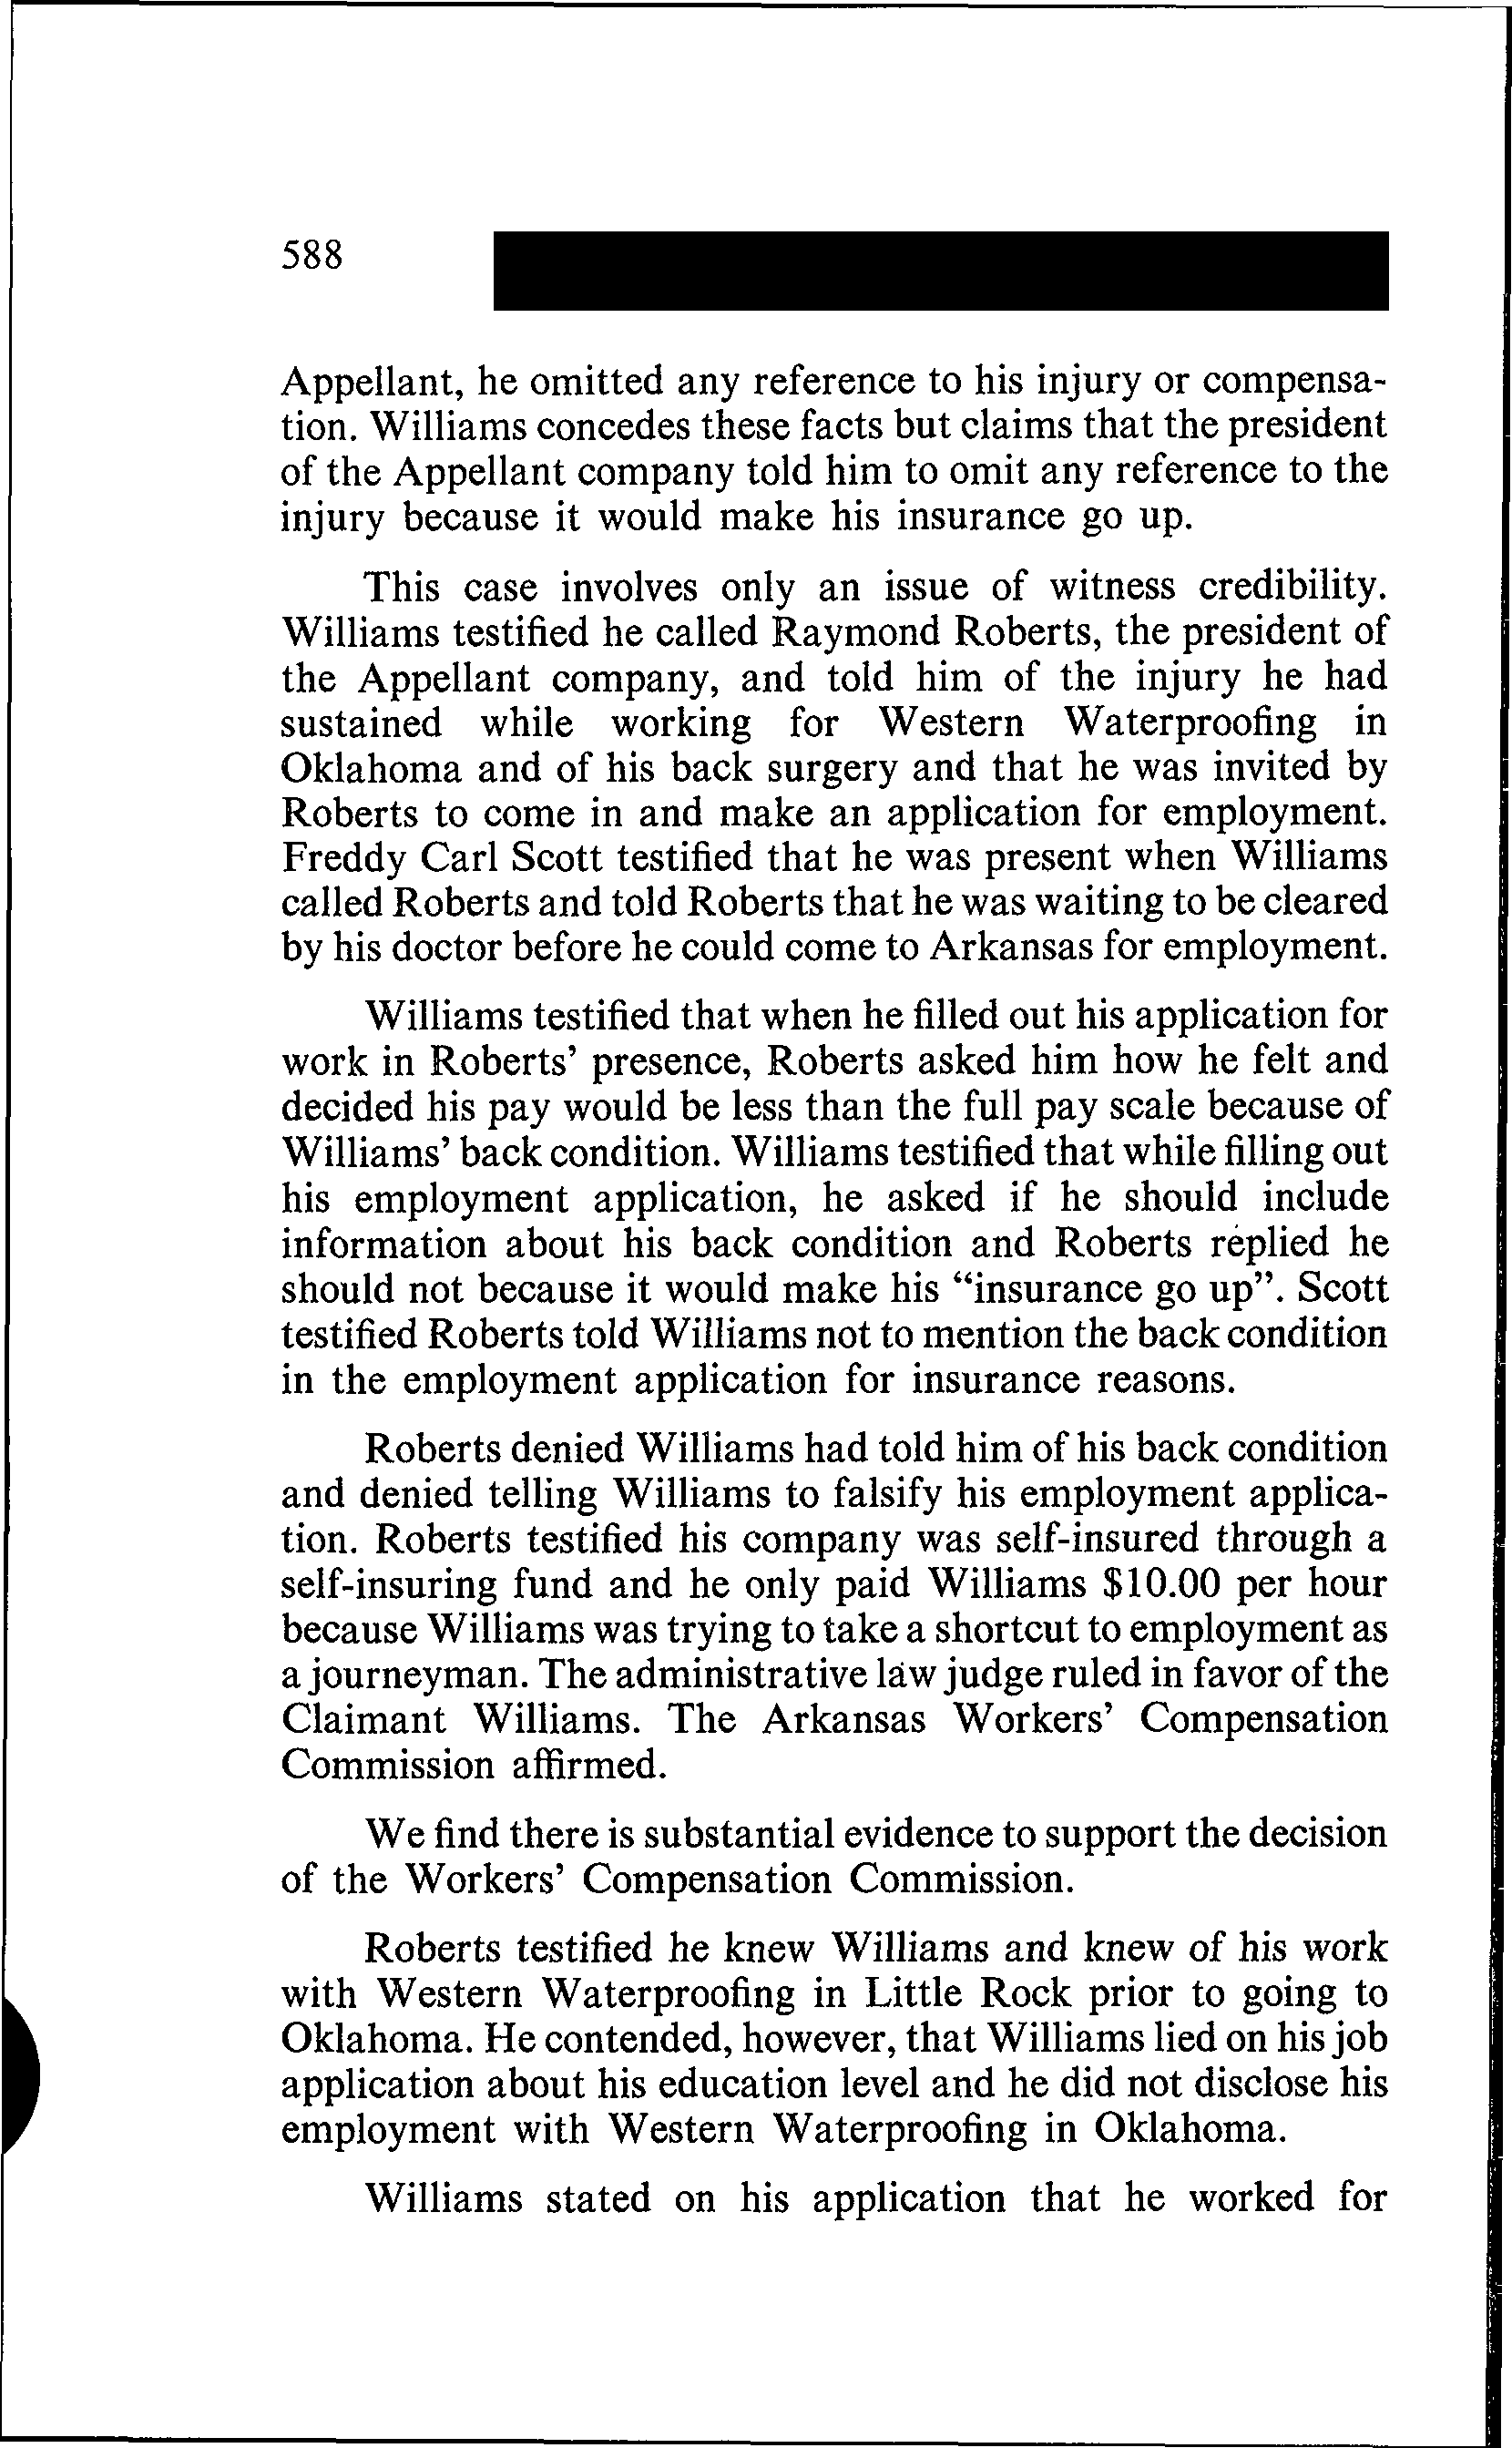 588
Appellant, he omitted any reference to his injury or compensa-
tion. Williams concedes these facts but claims that the president
of the Appellant company told him to omit any reference to the
injury because it would make his insurance go up.
This case involves only an issue of witness credibility.
Williams testified he called Raymond Roberts, the president of
the Appellant company, and told him of the injury he had
sustained while working for Western Waterproofing in
Oklahoma and of his back surgery and that he was invited by
Roberts to come in and make an application for employment.
Freddy Carl Scott testified that he was present when Williams
called Roberts and told Roberts that he was waiting to be cleared
by his doctor before he could come to Arkansas for employment.
Williams testified that when he filled out his application for
work in Roberts’ presence, Roberts asked him how he felt and
decided his pay would be less than the full pay scale because of
Williams’ back condition. Williams testified that while filling out
his employment application, he asked if he should include
information about his back condition and Roberts replied he
should not because it would make his “insurance go up”. Scott
testified Roberts told Williams not to mention the back condition
in the employment application for insurance reasons.
Roberts denied Williams had told him of his back condition
and denied telling Williams to falsify his employment applica-
tion. Roberts testified his company was self-insured through a
self-insuring fund and he only paid Williams $10.00 per hour
because Williams was trying to take a shortcut to employment as
a journeyman. The administrative law judge ruled in favor of the
Claimant Williams. The Arkansas Workers’ Compensation
Commission affirmed.
We find there is substantial evidence to support the decision
of the Workers’ Compensation Commission.
Roberts testified he knew Williams and knew of his work
with Western Waterproofing in Little Rock prior to going to
Oklahoma. He contended, however, that Williams lied on his job
application about his education level and he did not disclose his
employment with Western Waterproofing in Oklahoma.
Williams stated on his application that he worked for